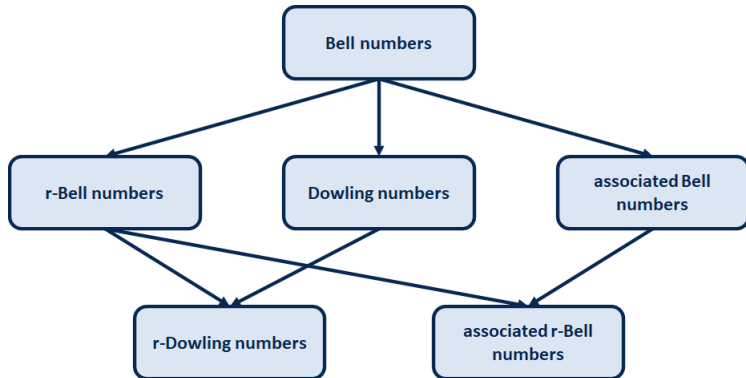 Bell numbers
r-Bell numbers
Dowling numbers
associated Bell
numbers
r-Dowling numbers
associated r-Bell
numbers